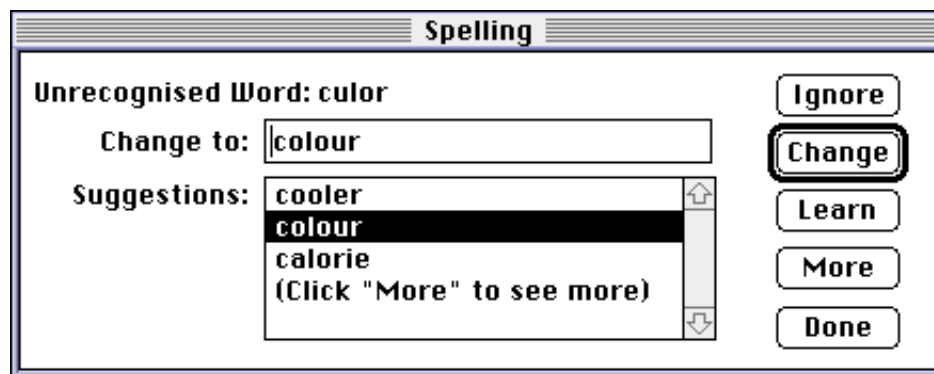 Spelling
Unrecognised Word: culor
Change to: colour
Suggestions: cooler
colour
calorie
(Click "More" to see more)
Ignore
Change
Learn
More
Done